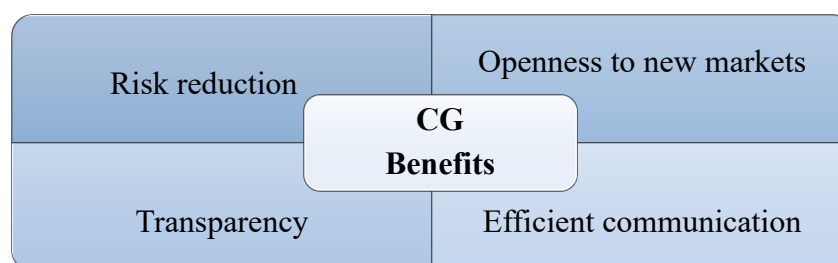 Risk reduction
Openness to new markets
CG
Benefits
Transparency
Efficient communication